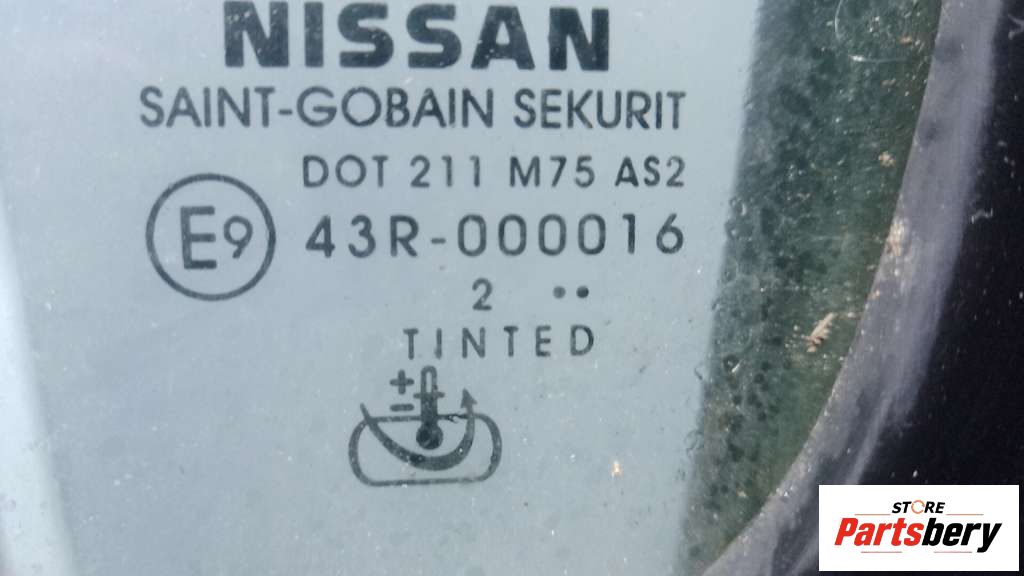 NISSAN
SAINT-GOBAIN SEKURIT
DOT 211 M75 AS2
E9
43R-000016
2 ••
TINTED
+
−
STORE
Partsbery